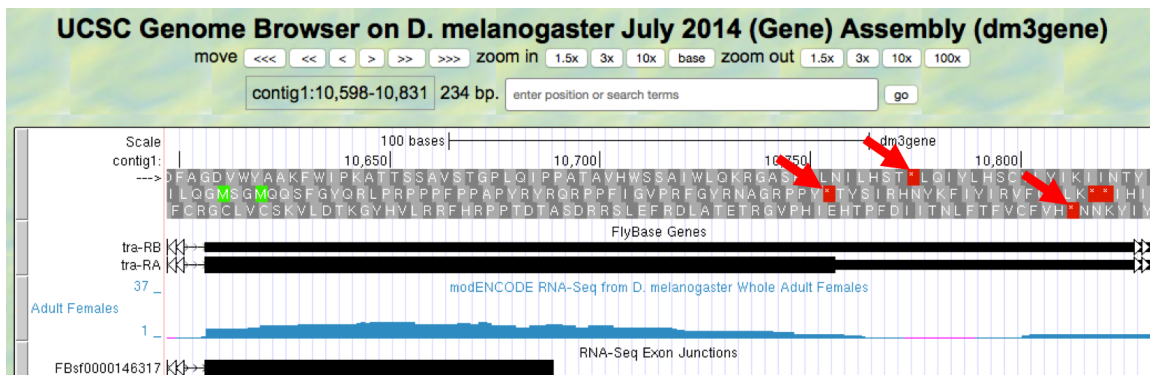 UCSC Genome Browser on D. melanogaster July 2014 (Gene) Assembly (dm3gene)
move <<< << < > >> >>> zoom in 1.5x 3x 10x base zoom out 1.5x 3x 10x 100x
contig1:10,598-10,831 234 bp. enter position or search terms go
Scale 100 bases dm3gene
contig1: 10,650 10,700 10,750 10,800
--->
FlyBase Genes
tra-RB
tra-RA
37 _ modENCODE RNA-Seq from D. melanogaster Whole Adult Females
Adult Females
1 _
RNA-Seq Exon Junctions
FBsf0000146317